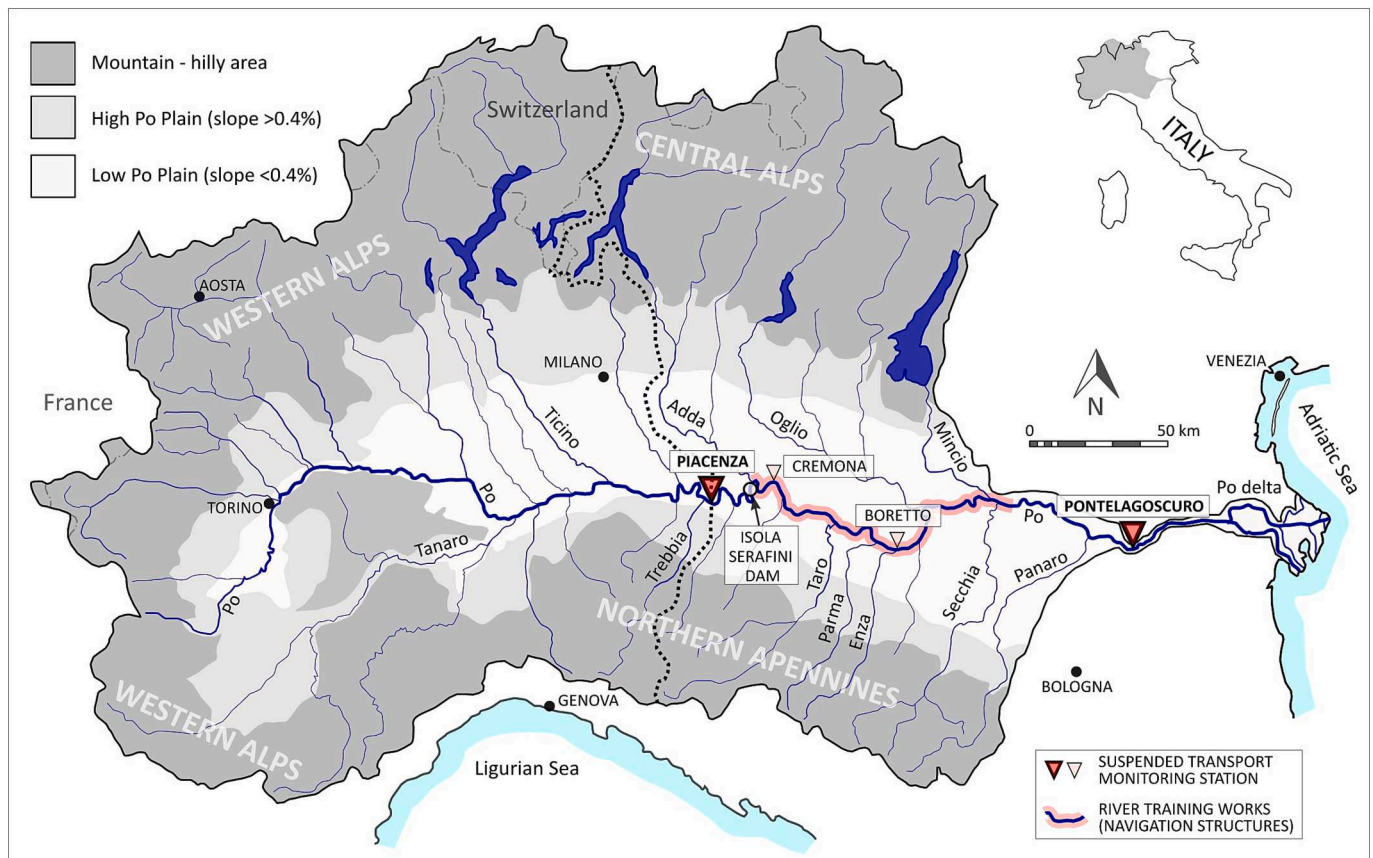 Mountain - hilly area
High Po Plain (slope >0.4%)
Low Po Plain (slope <0.4%)
Switzerland
CENTRAL ALPS
ITALY
WESTERN ALPS
AOSTA
France
MILANO
VENEZIA
Adriatic Sea
N
0
50 km
Ticino
Adda
Oglio
Mincio
PIACENZA
CREMONA
BORETTO
PONTELAGOSCURO
Po delta
TORINO
Po
Po
Po
Tanaro
Trebbia
ISOLA
SERAFINI
DAM
Taro
Parma
Enza
Secchia
Panaro
NORTHERN APENNINES
WESTERN ALPS
BOLOGNA
GENOVA
Ligurian Sea
SUSPENDED TRANSPORT
MONITORING STATION
RIVER TRAINING WORKS
(NAVIGATION STRUCTURES)